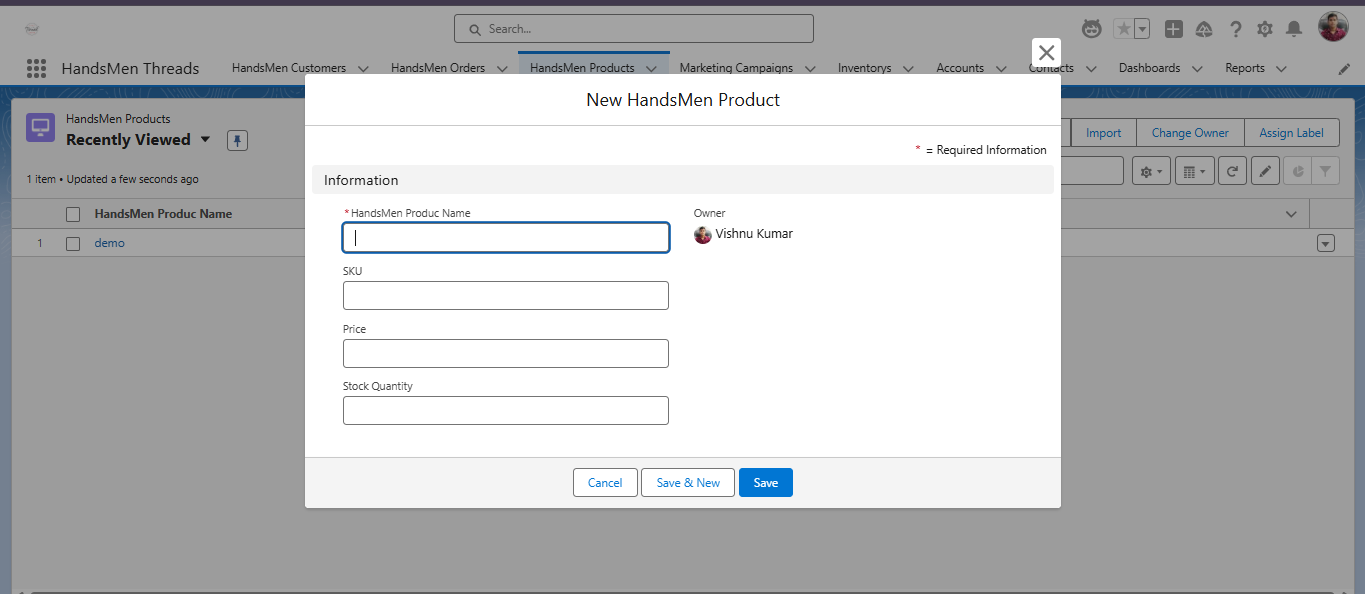 Search...
HandsMen Threads
HandsMen Customers
HandsMen Orders
HandsMen Products
Marketing Campaigns
Inventorys
Accounts
Contacts
Dashboards
Reports
HandsMen Products
Recently Viewed
1 item • Updated a few seconds ago
Import
Change Owner
Assign Label
HandsMen Produc Name
1 demo
New HandsMen Product
* = Required Information
Information
*HandsMen Produc Name
Owner
Vishnu Kumar
SKU
Price
Stock Quantity
Cancel
Save & New
Save